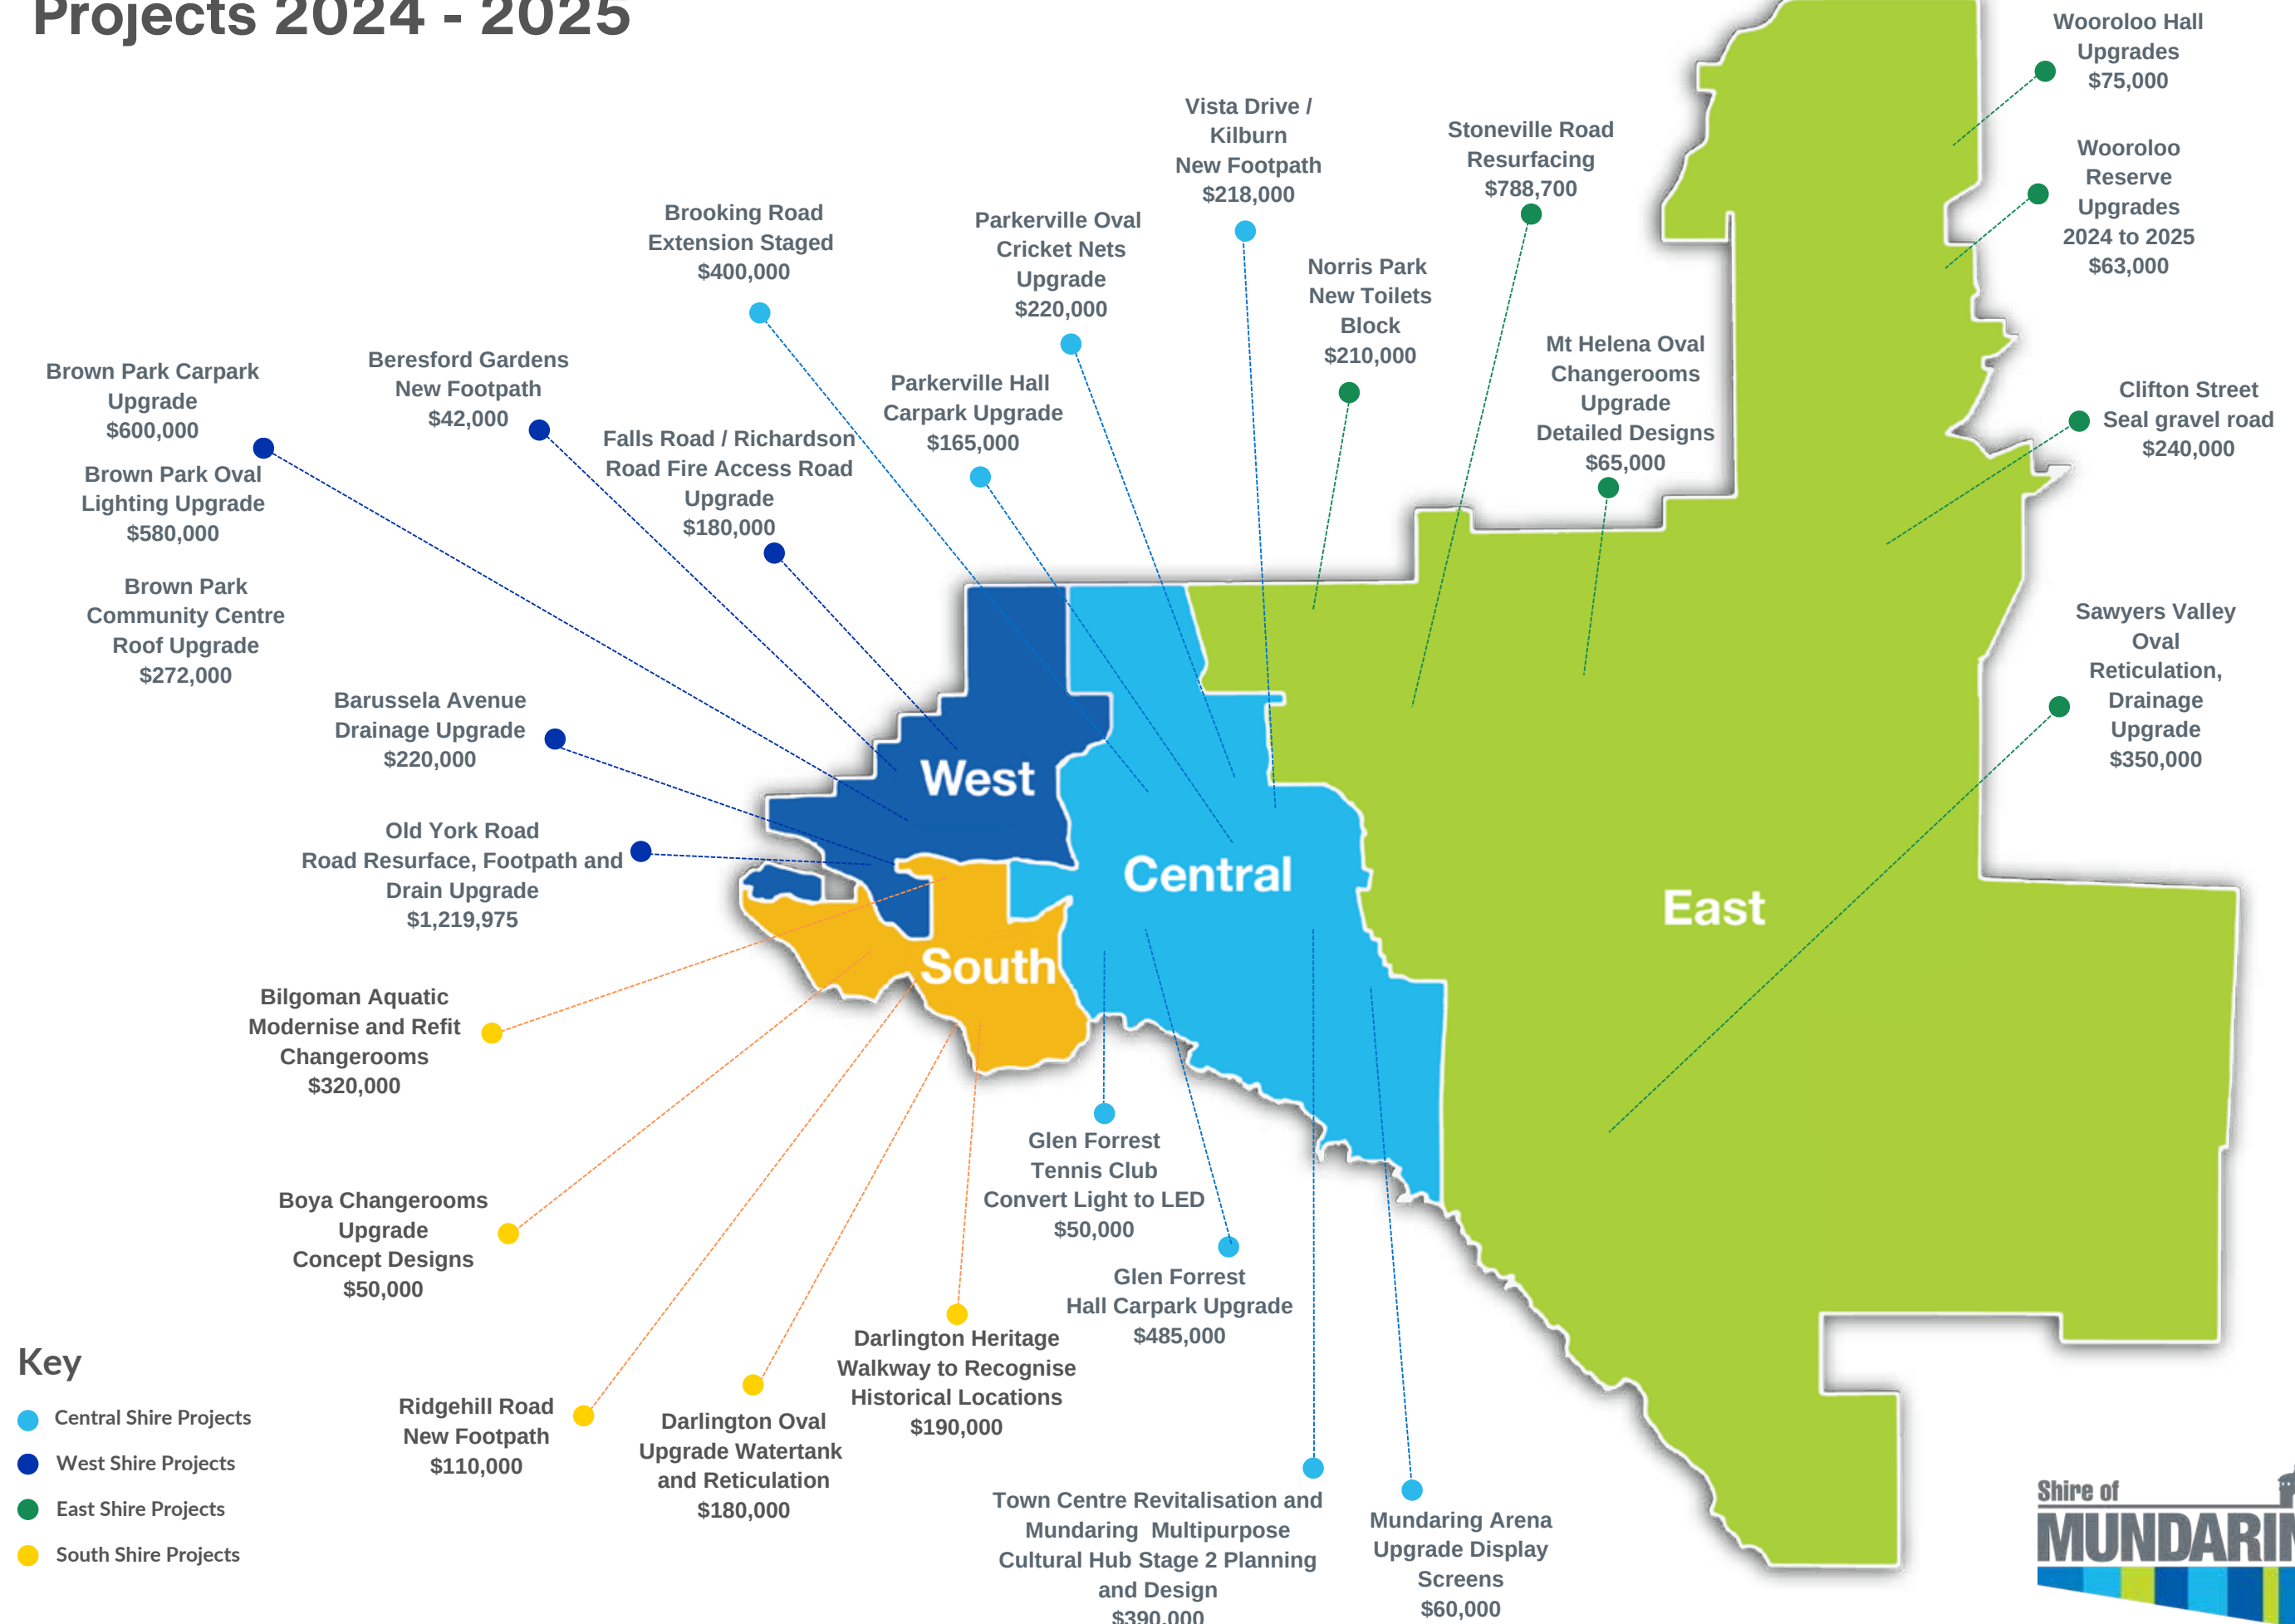 Projects 2024 - 2025
Wooroloo Hall
Upgrades
$75,000
Wooroloo
Reserve
Upgrades
2024 to 2025
$63,000
Vista Drive /
Kilburn
New Footpath
$218,000
Stoneville Road
Resurfacing
$788,700
Brooking Road
Extension Staged
$400,000
Parkerville Oval
Cricket Nets
Upgrade
$220,000
Norris Park
New Toilets
Block
$210,000
Mt Helena Oval
Changerooms
Upgrade
Detailed Designs
$65,000
Clifton Street
Seal gravel road
$240,000
Brown Park Carpark
Upgrade
$600,000
Brown Park Oval
Lighting Upgrade
$580,000
Brown Park
Community Centre
Roof Upgrade
$272,000
Beresford Gardens
New Footpath
$42,000
Falls Road / Richardson
Road Fire Access Road
Upgrade
$180,000
Parkerville Hall
Carpark Upgrade
$165,000
Sawyers Valley
Oval
Reticulation,
Drainage
Upgrade
$350,000
Barussela Avenue
Drainage Upgrade
$220,000
Old York Road
Road Resurface, Footpath and
Drain Upgrade
$1,219,975
West
Central
East
South
Bilgoman Aquatic
Modernise and Refit
Changerooms
$320,000
Boya Changerooms
Upgrade
Concept Designs
$50,000
Glen Forrest
Tennis Club
Convert Light to LED
$50,000
Glen Forrest
Hall Carpark Upgrade
$485,000
Darlington Heritage
Walkway to Recognise
Historical Locations
$190,000
Ridgehill Road
New Footpath
$110,000
Darlington Oval
Upgrade Watertank
and Reticulation
$180,000
Town Centre Revitalisation and
Mundaring Multipurpose
Cultural Hub Stage 2 Planning
and Design
$390,000
Mundaring Arena
Upgrade Display
Screens
$60,000
Key
Central Shire Projects
West Shire Projects
East Shire Projects
South Shire Projects
Shire of